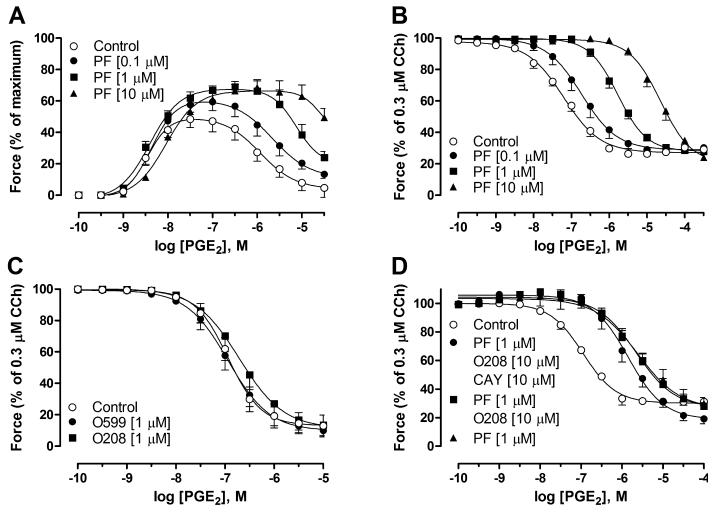 A
Force (% of maximum)
100
80
60
40
20
0
Control
PF [0.1 µM]
PF [1 µM]
PF [10 µM]
-10 -9 -8 -7 -6 -5
log [PGE2], M
B
Force (% of 0.3 µM CCh)
100
80
60
40
20
0
Control
PF [0.1 µM]
PF [1 µM]
PF [10 µM]
-10 -9 -8 -7 -6 -5 -4
log [PGE2], M
C
Force (% of 0.3 µM CCh)
100
80
60
40
20
0
Control
O599 [1 µM]
O208 [1 µM]
-10 -9 -8 -7 -6 -5
log [PGE2], M
D
Force (% of 0.3 µM CCh)
100
80
60
40
20
0
Control
PF [1 µM]
O208 [10 µM]
CAY [10 µM]
PF [1 µM]
O208 [10 µM]
PF [1 µM]
-10 -9 -8 -7 -6 -5 -4
log [PGE2], M